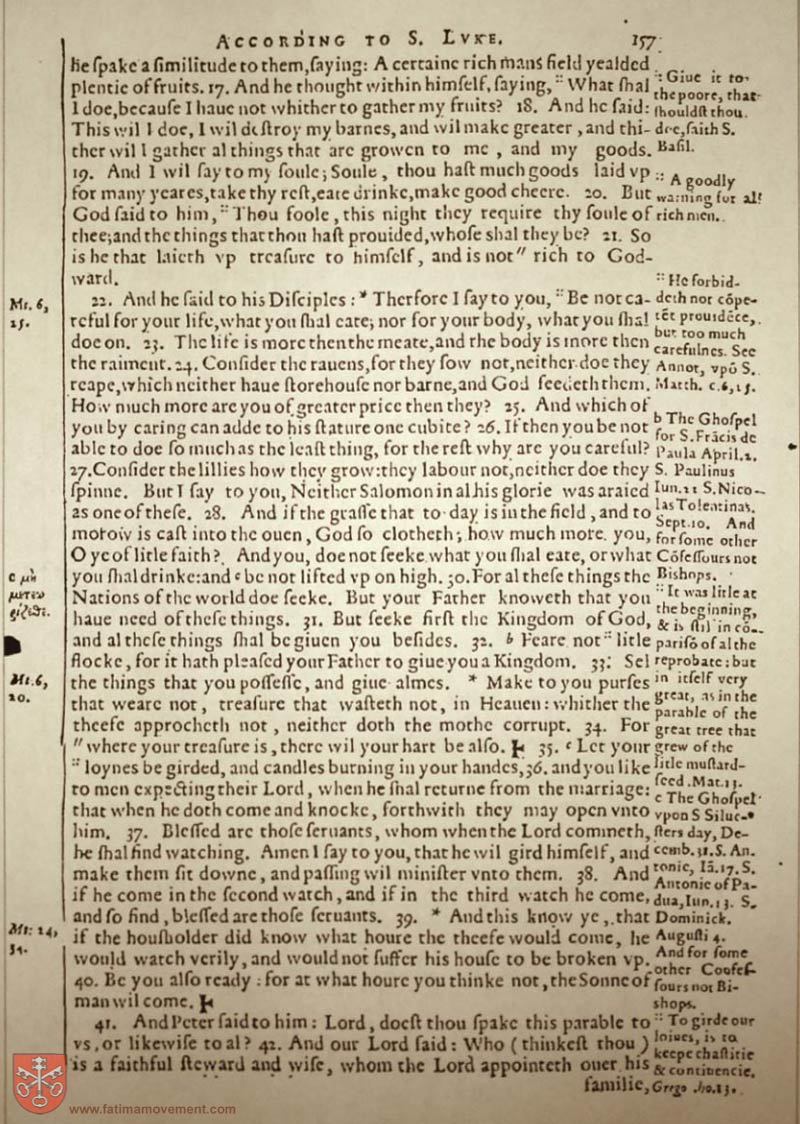 ACCORDING TO S. LVKE. 157
he ſpake a ſimilitude to them, ſaying: A certaine rich mans field yealded
plentie of fruits. 17. And he thought within himſelf, ſaying, :: What ſhal
I doe, becauſe I haue not whither to gather my fruits? 18. And he ſaid:
This wil I doe, I wil deſtroy my barnes, and wil make greater, and thi-
ther wil I gather al things that are growen to me, and my goods.
19. And I wil ſay to my ſoule; Soule, thou haſt much goods laid vp
for many yeares, take thy reſt, eate drinke, make good cheere. 20. But
God ſaid to him, :: Thou foole, this night they require thy ſoule of
thee; and the things that thou haſt prouided, whoſe shal they be? 21. So
is he that laieth vp treaſure to himſelf, and is not" rich to God-
ward.
22. And he ſaid to his Diſciples: * Therfore I ſay to you, :: Be not ca-
reful for your life, what you ſhal eate; nor for your body, what you ſhal
doe on. 23. The life is more then the meate, and the body is more then
the raiment. 24. Conſider the rauens, for they ſow not, neither doe they
reape, which neither haue ſtorehouſe nor barne, and God feedeth them.
How much more are you of greater price then they? 25. And which of
you by caring can adde to his ſtature one cubite? 26. If then you be not
able to doe ſo much as the leaſt thing, for the reſt why are you careful?
27. Conſider the lillies how they grow: they labour not, neither doe they
ſpinne. But I ſay to you, Neither Salomon in al his glorie was araied
as one of theſe. 28. And if the graſſe that to-day is in the field, and to
morow is caſt into the ouen, God ſo clotheth; how much more you,
O ye of litle faith? And you, doe not ſeeke what you ſhal eate, or what
you ſhal drinke: and c be not lifted vp on high. 30. For al theſe things the
Nations of the world doe ſeeke. But your Father knoweth that you
haue need of theſe things. 31. But ſeeke firſt the Kingdom of God,
and al theſe things ſhal be giuen you beſides. 32. b Feare not :: litle
flocke, for it hath pleaſed your Father to giue you a Kingdom. 33. Sel
the things that you poſſeſſe, and giue almes. * Make to you purſes
that weare not, treaſure that waſteth not, in Heauen: whither the
theefe approcheth not, neither doth the mothe corrupt. 34. For
"where your treaſure is, there wil your hart be alſo. 35. c Let your
:: loynes be girded, and candles burning in your handes, 36. and you like
to men expecting their Lord, when he ſhal returne from the marriage:
that when he doth come and knocke, forthwith they may open vnto
him. 37. Bleſſed are thoſe ſeruants, whom when the Lord commeth,
he ſhal find watching. Amen I ſay to you, that he wil gird himſelf, and
make them ſit downe, and paſſing wil miniſter vnto them. 38. And
if he come in the ſecond watch, and if in the third watch he come,
and ſo find, bleſſed are thoſe ſeruants. 39. * And this know ye, that
if the houſholder did know what houre the theefe would come, he
would watch verily, and would not ſuffer his houſe to be broken vp.
40. Be you alſo ready: for at what houre you thinke not, the Sonne of
man wil come.
41. And Peter ſaid to him: Lord, doeſt thou ſpake this parable to
vs, or likewiſe to al? 42. And our Lord ſaid: Who (thinkeſt thou)
is a faithful ſteward and wiſe, whom the Lord appointeth ouer his
familie,
:: Giue it to
the poore, that
ſhouldſt thou
doe, ſaith S.
Baſil.
:: A goodly
warning for al
rich men.
:: He forbid-
deth not cōpe-
tēt prouidēce,
but too much
carefulnes. See
Annot, vpō S.
Matth. c.6,15.
b The Ghoſpel
for S. Frācis de
Paula April.2.
S. Paulinus
Iun.22 S. Nico-
las Tolentinas.
Sept.10. And
for ſome other
Cōfeſſours not
Bishops.
:: It was litle at
the beginning,
& is ſtil in cō-
pariſō of al the
reprobate: but
in itſelf very
great, as in the
parable of the
great tree that
grew of the
litle muſtard-
ſeed. Mat.13.
c The Ghoſpel
vpon S Silue-
ſters day, De-
cemb.31. S. An.
tonie, Iā.17. S.
Antonie of Pa-
dua, Iun.13. S.
Dominick.
Auguſti 4.
And for ſome
other Confeſ-
ſours not Bi-
shops.
:: To girde our
loines, is to
keepe chaſtitie
& continencie.
Grego .ho.13.
Mt. 6,
25.
c μὴ
μετεω
ρίζεϑε.
Mt. 6,
20.
Mt: 24,
www.fatimamovement.com